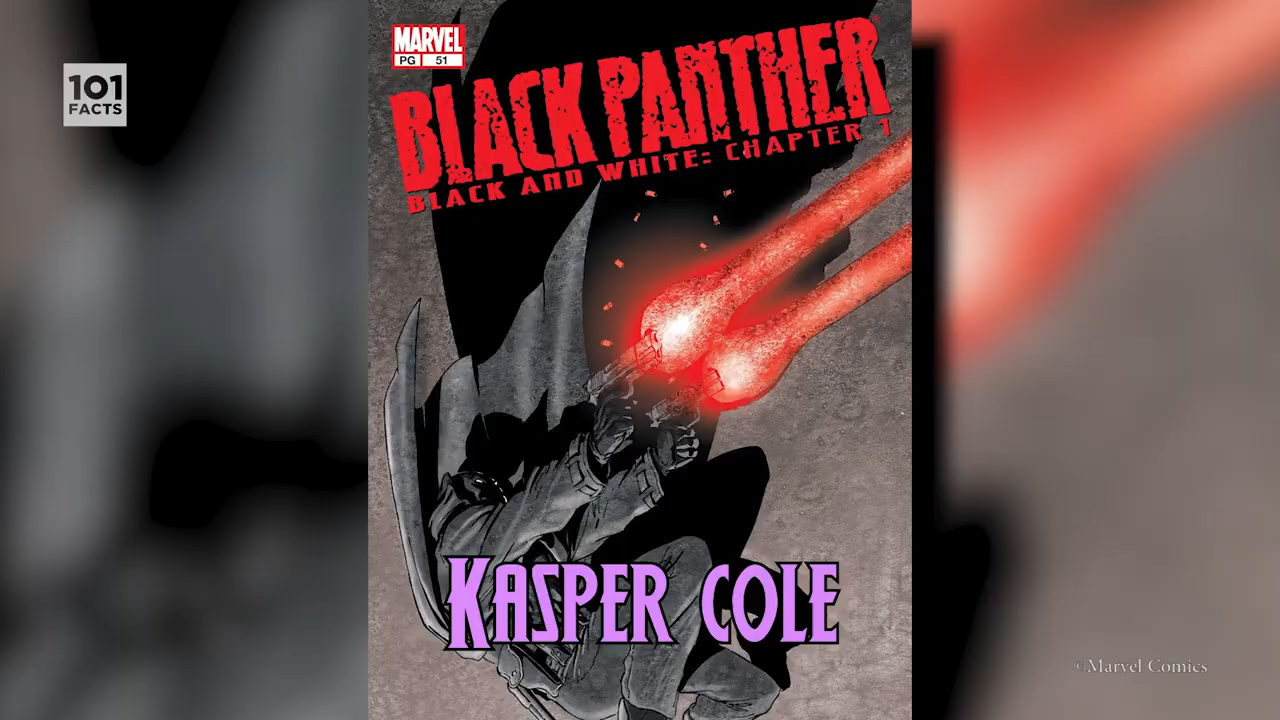 101
FACTS
MARVEL
PG 51
BLACK PANTHER
BLACK AND WHITE: CHAPTER 1
KASPER COLE
©Marvel Comics